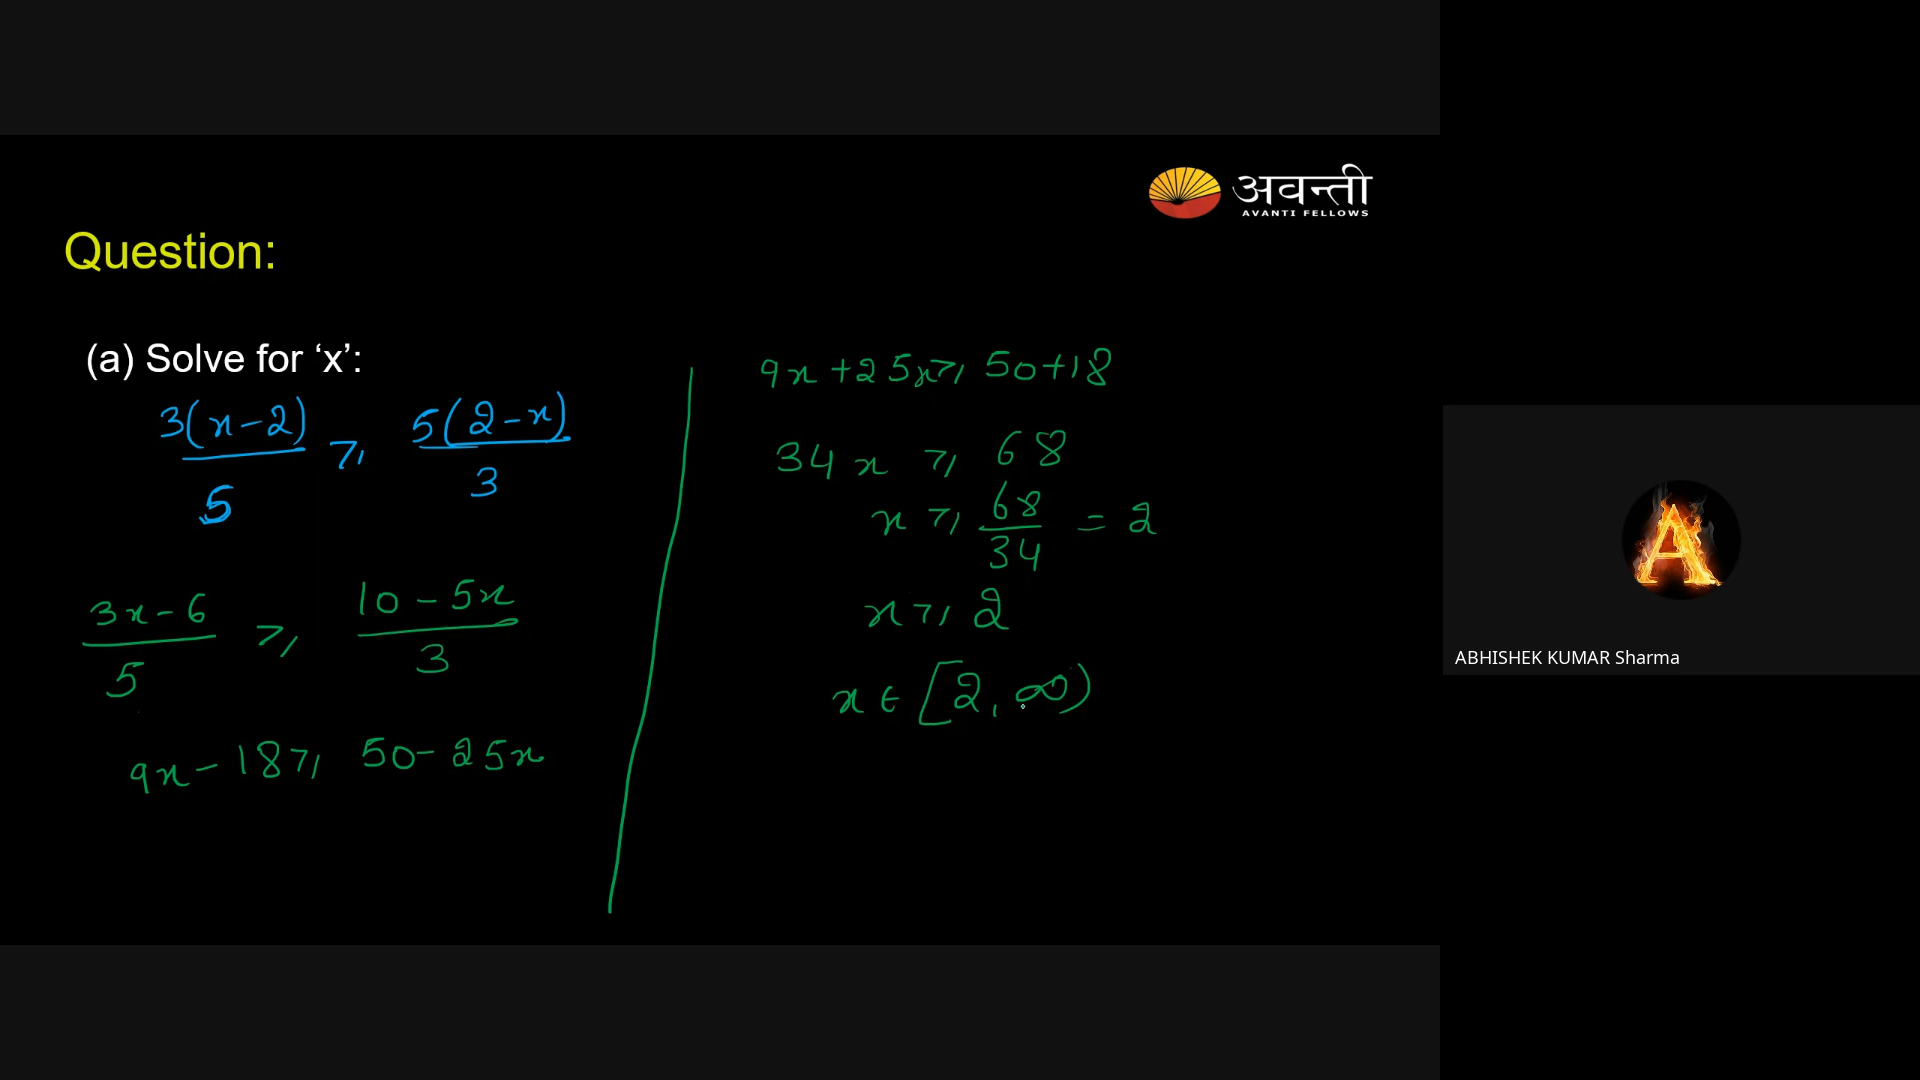 अवन्ती
AVANTI FELLOWS
Question:
(a) Solve for ‘x’:
3(x-2)/5 ≥ 5(2-x)/3
3x-6/5 ≥ 10-5x/3
9x-18 ≥ 50-25x
9x+25x ≥ 50+18
34x ≥ 68
x ≥ 68/34 = 2
x ≥ 2
x ∈ [2, ∞)
A
ABHISHEK KUMAR Sharma